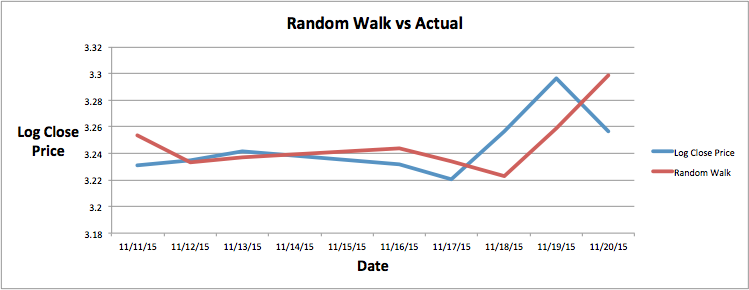 Random Walk vs Actual
3.32
3.3
3.28
3.26
3.24
3.22
3.2
3.18
Log Close
Price
11/11/15 11/12/15 11/13/15 11/14/15 11/15/15 11/16/15 11/17/15 11/18/15 11/19/15 11/20/15
Date
Log Close Price
Random Walk